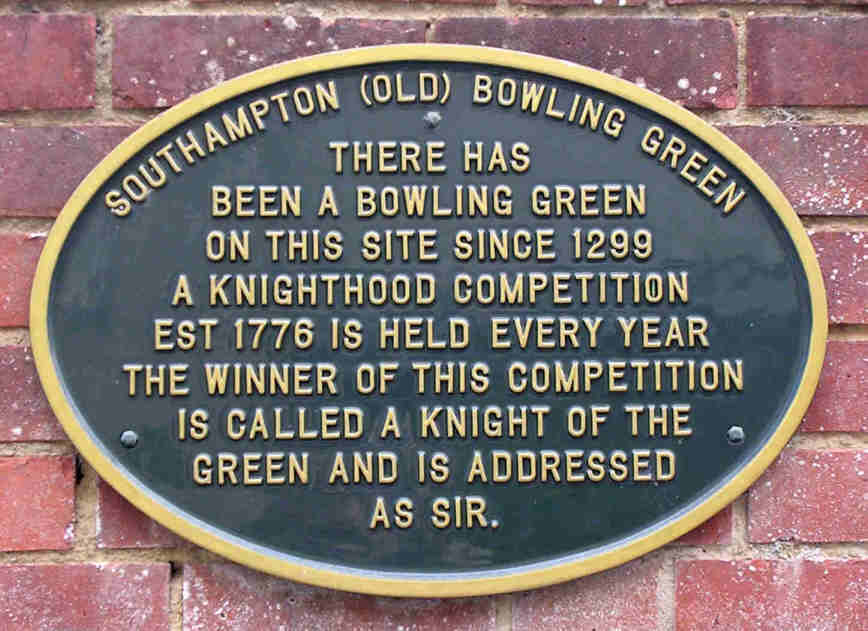 SOUTHAMPTON (OLD) BOWLING GREEN
THERE HAS
BEEN A BOWLING GREEN
ON THIS SITE SINCE 1299
A KNIGHTHOOD COMPETITION
EST 1776 IS HELD EVERY YEAR
THE WINNER OF THIS COMPETITION
IS CALLED A KNIGHT OF THE
GREEN AND IS ADDRESSED
AS SIR.